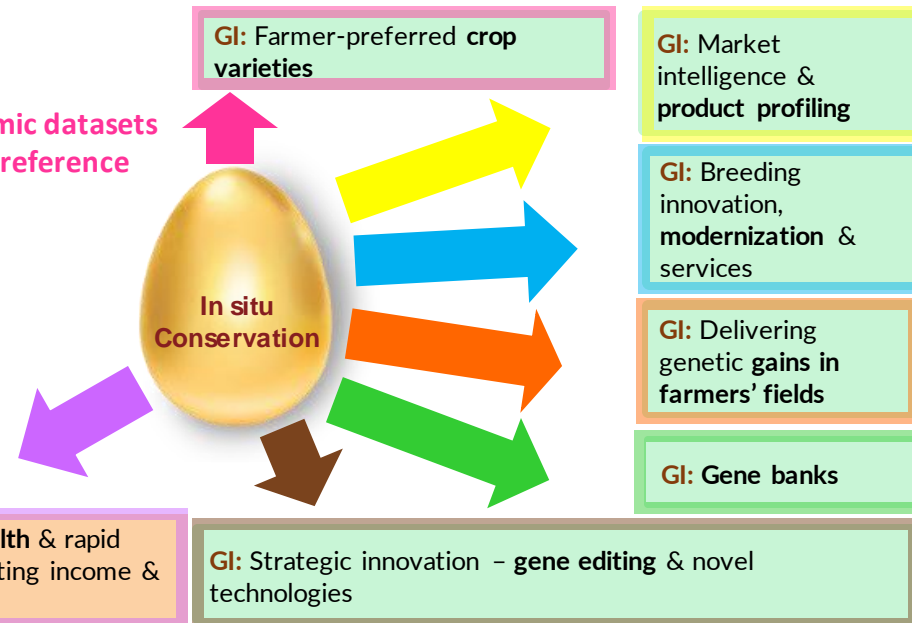 GI: Farmer-preferred crop
varieties
GI: Market
intelligence &
product profiling
mic datasets
reference
GI: Breeding
innovation,
modernization &
services
In situ
Conservation
GI: Delivering
genetic gains in
farmers’ fields
GI: Gene banks
lth & rapid
ting income &
GI: Strategic innovation – gene editing & novel
technologies